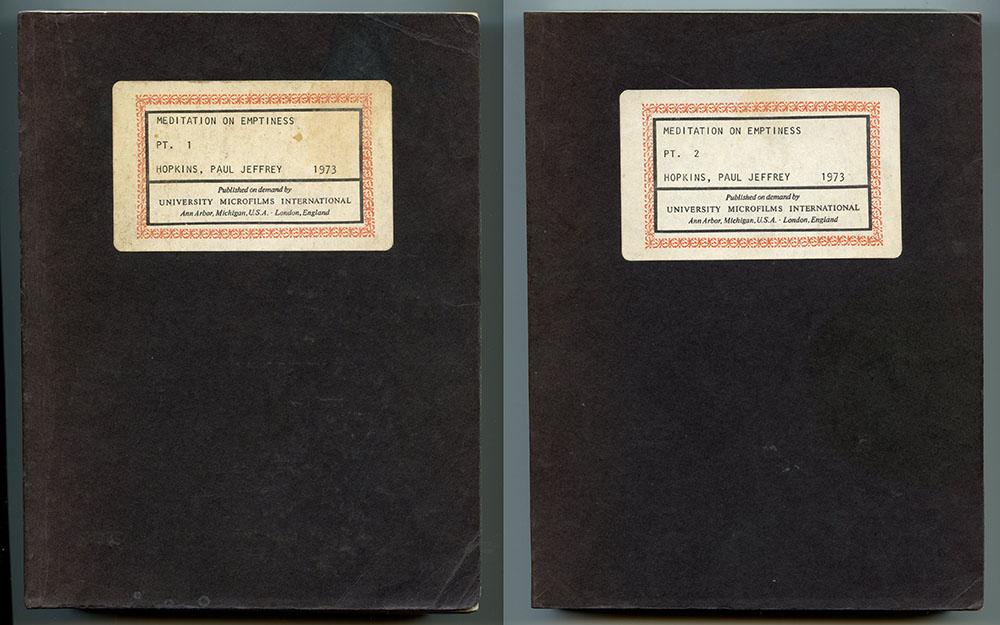 MEDITATION ON EMPTINESS
PT. 1
HOPKINS, PAUL JEFFREY 1973
Published on demand by
UNIVERSITY MICROFILMS INTERNATIONAL
Ann Arbor, Michigan, U.S.A. · London, England
MEDITATION ON EMPTINESS
PT. 2
HOPKINS, PAUL JEFFREY 1973
Published on demand by
UNIVERSITY MICROFILMS INTERNATIONAL
Ann Arbor, Michigan, U.S.A. · London, England